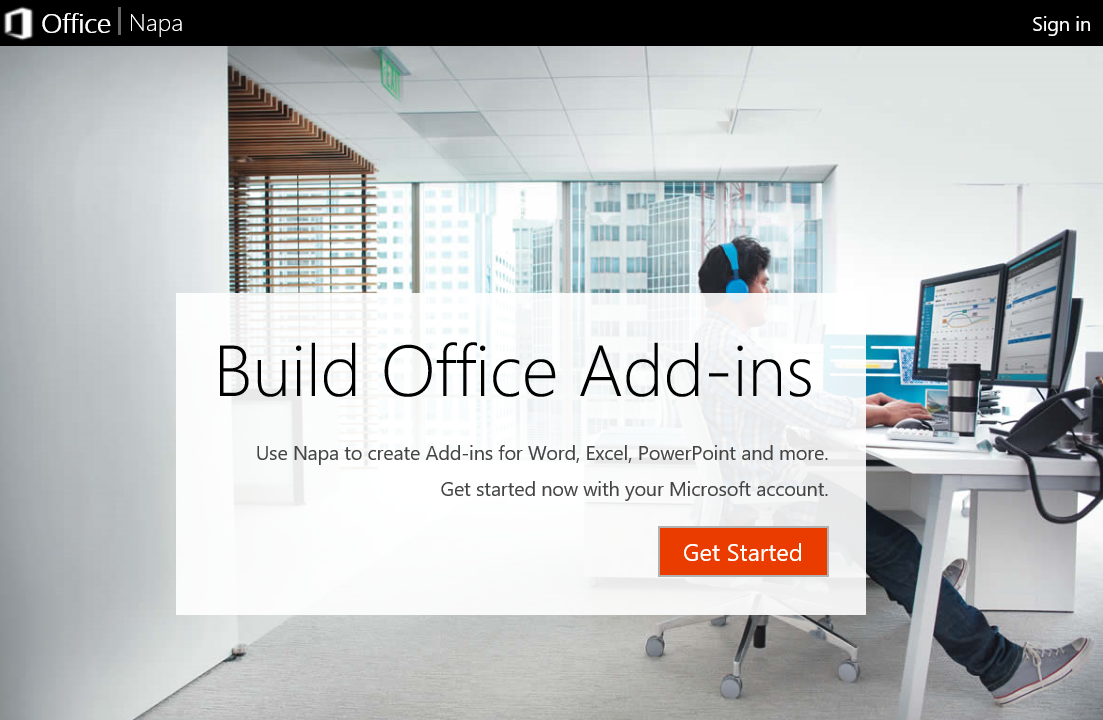 Office | Napa
Sign in
Build Office Add-ins
Use Napa to create Add-ins for Word, Excel, PowerPoint and more.
Get started now with your Microsoft account.
Get Started